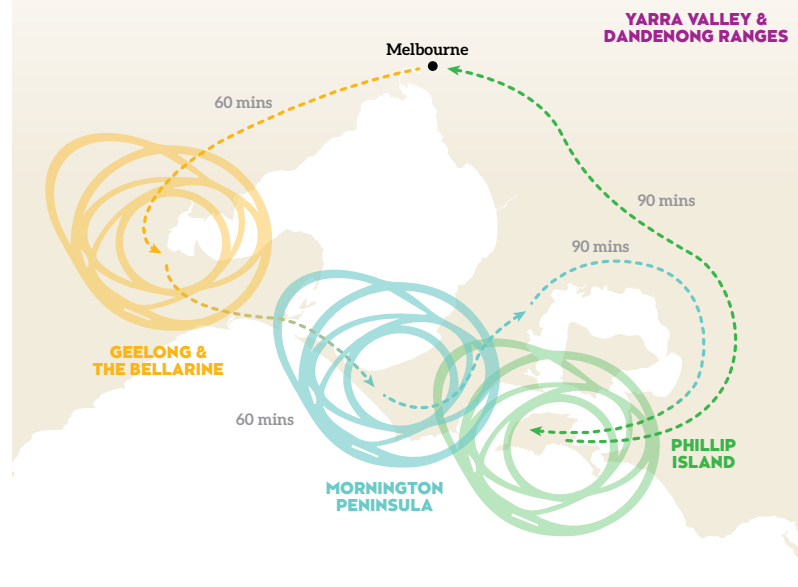 YARRA VALLEY &
DANDENONG RANGES
Melbourne
60 mins
90 mins
90 mins
GEELONG &
THE BELLARINE
60 mins
PHILLIP
ISLAND
MORNINGTON
PENINSULA